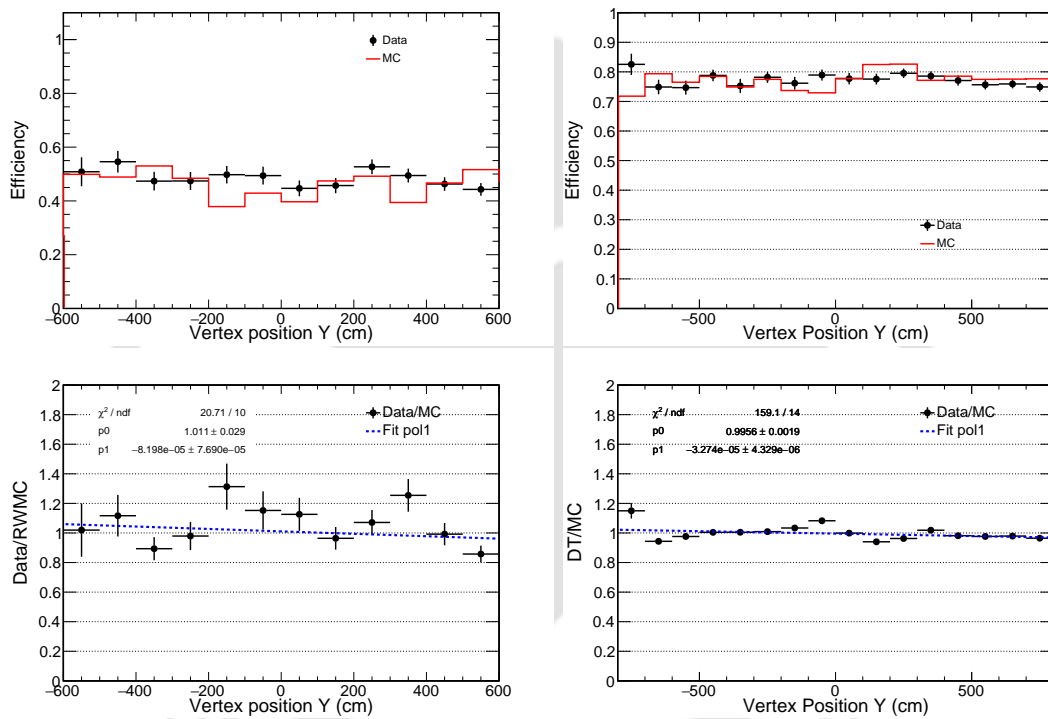 1
0.8
0.6
0.4
0.2
0
Efficiency
Data
MC
−600 −400 −200 0 200 400 600
Vertex position Y (cm)
1
0.9
0.8
0.7
0.6
0.5
0.4
0.3
0.2
0.1
0
Efficiency
Data
MC
−500 0 500
Vertex Position Y (cm)
2
1.8
1.6
1.4
1.2
1
0.8
0.6
0.4
0.2
0
Data/RWMC
χ² / ndf 20.71 / 10
p0 1.011 ± 0.029
p1 −8.198e−05 ± 7.690e−05
Data/MC
Fit pol1
−600 −400 −200 0 200 400 600
Vertex position Y (cm)
2
1.8
1.6
1.4
1.2
1
0.8
0.6
0.4
0.2
0
DT/MC
χ² / ndf 159.1 / 14
p0 0.9956 ± 0.0019
p1 −3.274e−05 ± 4.329e−06
Data/MC
Fit pol1
−500 0 500
Vertex Position Y (cm)